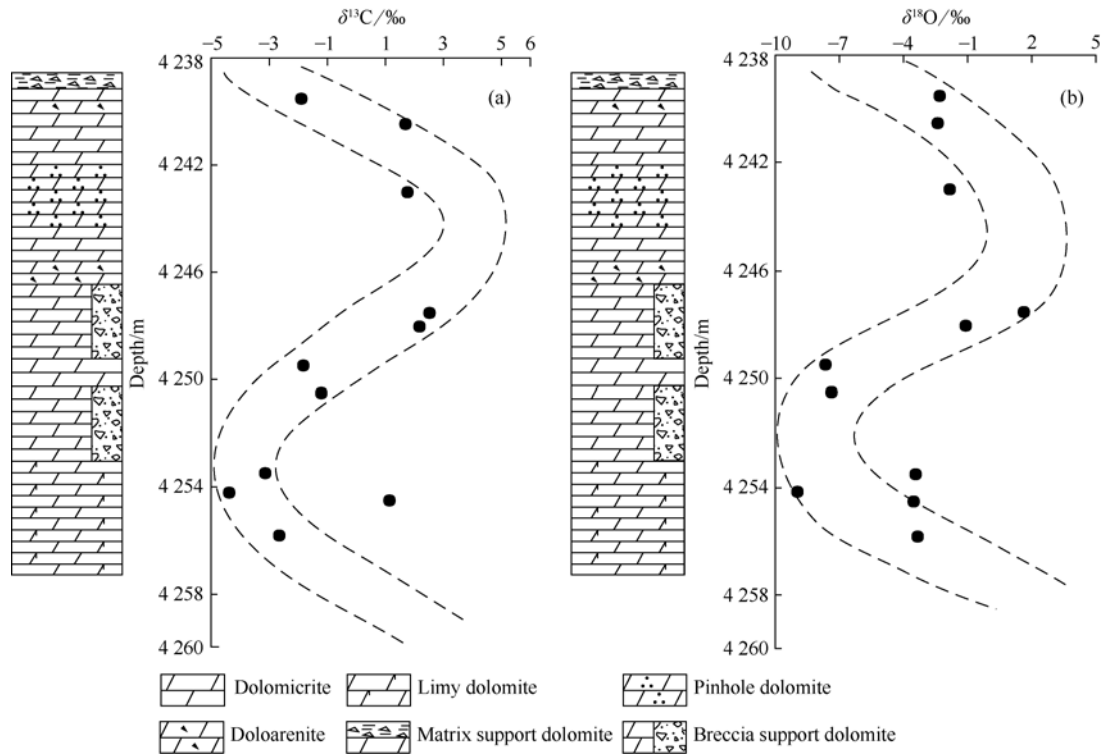 δ¹³C/‰
−5 −3 −1 1 3 5 6
4 238
4 242
4 246
4 250
4 254
4 258
4 260
Depth/m
(a)
δ¹⁸O/‰
−10 −7 −4 −1 2 5
4 238
4 242
4 246
4 250
4 254
4 258
4 260
Depth/m
(b)
Dolomicrite
Limy dolomite
Pinhole dolomite
Doloarenite
Matrix support dolomite
Breccia support dolomite